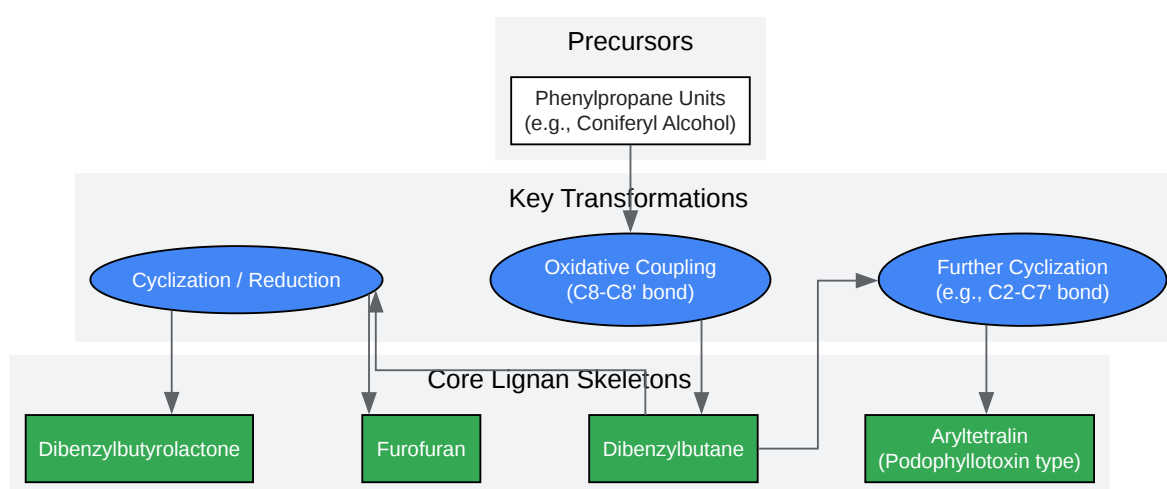 Precursors
Phenylpropane Units
(e.g., Coniferyl Alcohol)
Key Transformations
Cyclization / Reduction
Oxidative Coupling
(C8-C8' bond)
Further Cyclization
(e.g., C2-C7' bond)
Core Lignan Skeletons
Dibenzylbutyrolactone
Furofuran
Dibenzylbutane
Aryltetralin
(Podophyllotoxin type)